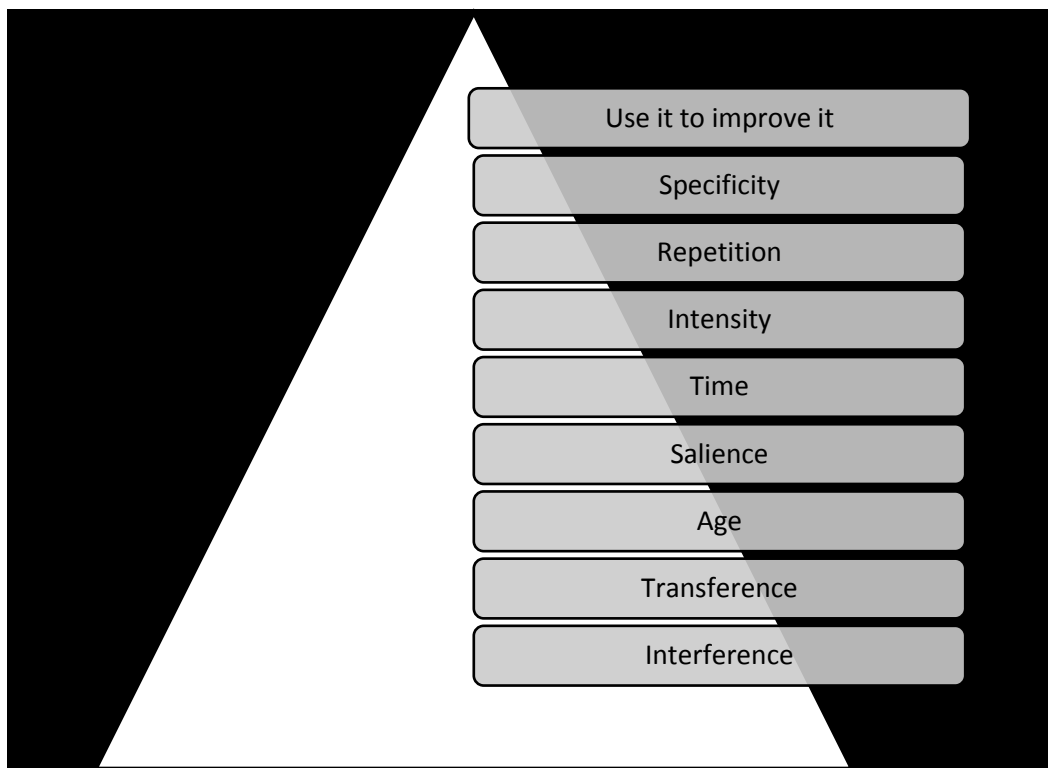 Use it to improve it
Specificity
Repetition
Intensity
Time
Salience
Age
Transference
Interference